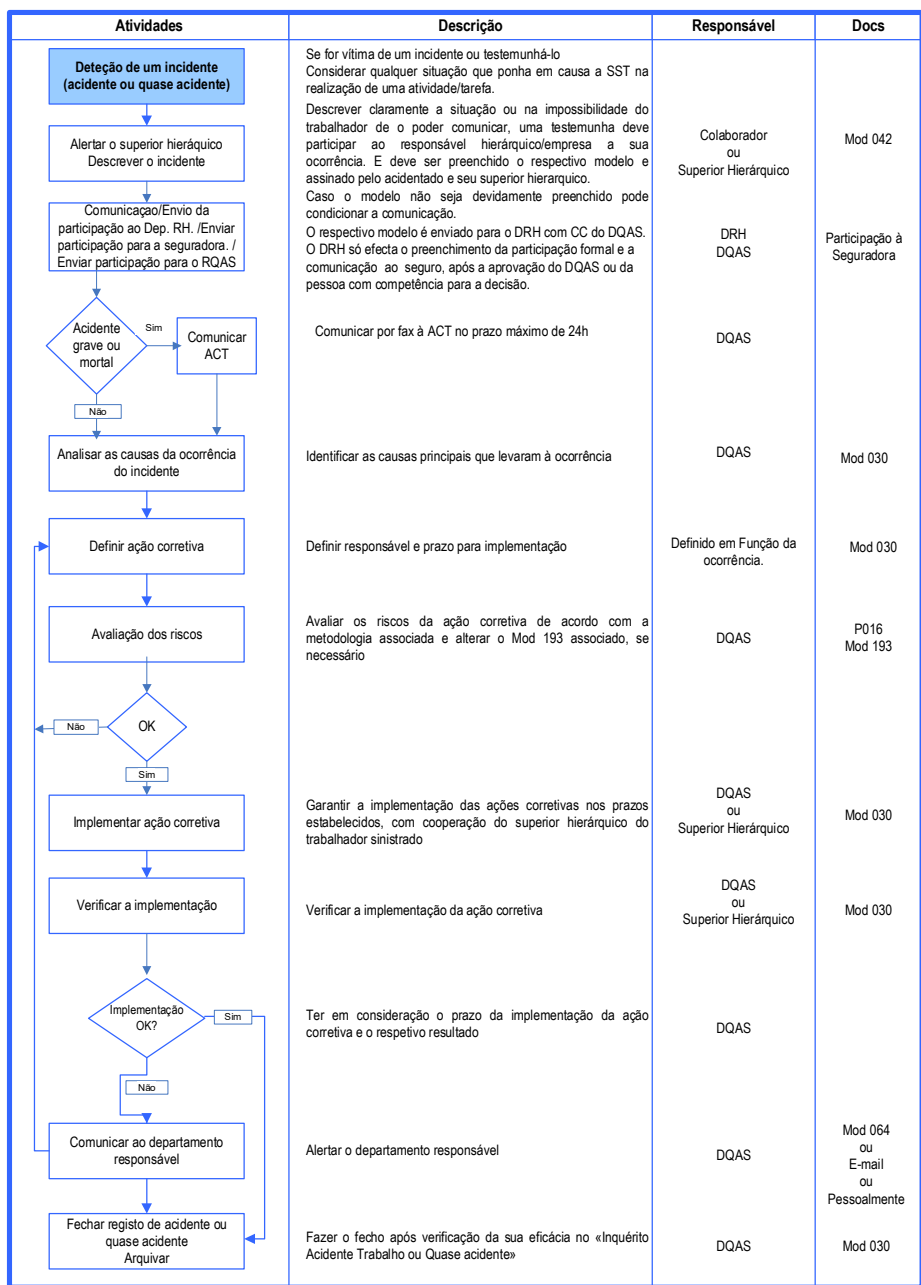 Atividades
Descrição
Responsável
Docs
Deteção de um incidente
(acidente ou quase acidente)
Se for vítima de um incidente ou testemunhá-lo
Considerar qualquer situação que ponha em causa a SST na
realização de uma atividade/tarefa.
Alertar o superior hieráquico
Descrever o incidente
Descrever claramente a situação ou na impossibilidade do
trabalhador de o poder comunicar, uma testemunha deve
participar ao responsável hierárquico/empresa a sua
ocorrência. E deve ser preenchido o respectivo modelo e
assinado pelo acidentado e seu superior hierarquico.
Caso o modelo não seja devidamente preenchido pode
condicionar a comunicação.
Colaborador
ou
Superior Hierárquico
Mod 042
Comunicaçao/Envio da
participação ao Dep. RH. /Enviar
participação para a seguradora. /
Enviar participação para o RQAS
O respectivo modelo é enviado para o DRH com CC do DQAS.
O DRH só efecta o preenchimento da participação formal e a
comunicação ao seguro, após a aprovação do DQAS ou da
pessoa com competência para a decisão.
DRH
DQAS
Participação à
Seguradora
Acidente
grave ou
mortal
Sim
Comunicar
ACT
Comunicar por fax à ACT no prazo máximo de 24h
DQAS
Não
Analisar as causas da ocorrência
do incidente
Identificar as causas principais que levaram à ocorrência
DQAS
Mod 030
Definir ação corretiva
Definir responsável e prazo para implementação
Definido em Função da
ocorrência.
Mod 030
Avaliação dos riscos
Avaliar os riscos da ação corretiva de acordo com a
metodologia associada e alterar o Mod 193 associado, se
necessário
DQAS
P016
Mod 193
OK
Não
Sim
Implementar ação corretiva
Garantir a implementação das ações corretivas nos prazos
estabelecidos, com cooperação do superior hierárquico do
trabalhador sinistrado
DQAS
ou
Superior Hierárquico
Mod 030
Verificar a implementação
Verificar a implementação da ação corretiva
DQAS
ou
Superior Hierárquico
Mod 030
Implementação
OK?
Sim
Ter em consideração o prazo da implementação da ação
corretiva e o respetivo resultado
DQAS
Não
Comunicar ao departamento
responsável
Alertar o departamento responsável
DQAS
Mod 064
ou
E-mail
ou
Pessoalmente
Fechar registo de acidente ou
quase acidente
Arquivar
Fazer o fecho após verificação da sua eficácia no «Inquérito
Acidente Trabalho ou Quase acidente»
DQAS
Mod 030